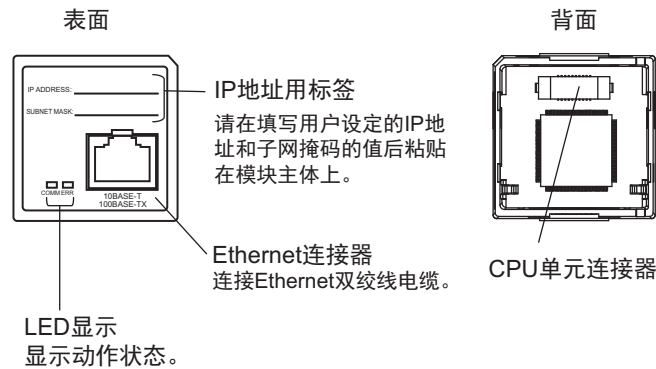 表面
背面
IP ADDRESS:
SUBNET MASK:
COMM ERR
10BASE-T
100BASE-TX
IP地址用标签
请在填写用户设定的IP地
址和子网掩码的值后粘贴
在模块主体上。
Ethernet连接器
连接Ethernet双绞线电缆。
CPU单元连接器
LED显示
显示动作状态。